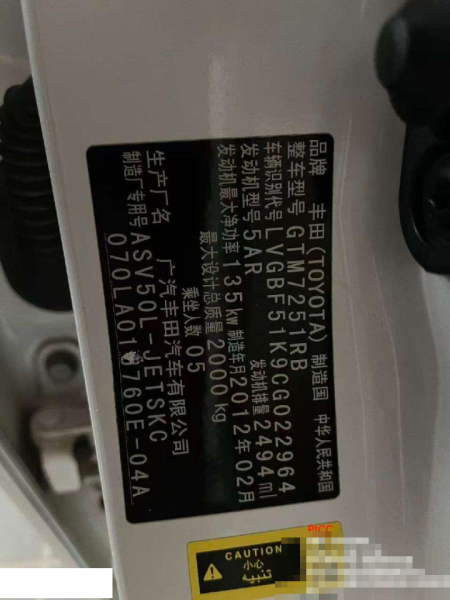 品牌 丰田(TOYOTA) 制造国 中华人民共和国
整车型号 GTM7251RB
车辆识别代号 LVGBF51K9CG022964
发动机型号 5AR 发动机排量 2494ml
发动机最大净功率 135kw 制造年月 2012年02月
最大设计总质量 2000 kg
乘坐人数 05
生产厂名 广汽丰田汽车有限公司
制造厂专用号 ASV50L-JETSKC
CAUTION
小心
تنبيه
PICC